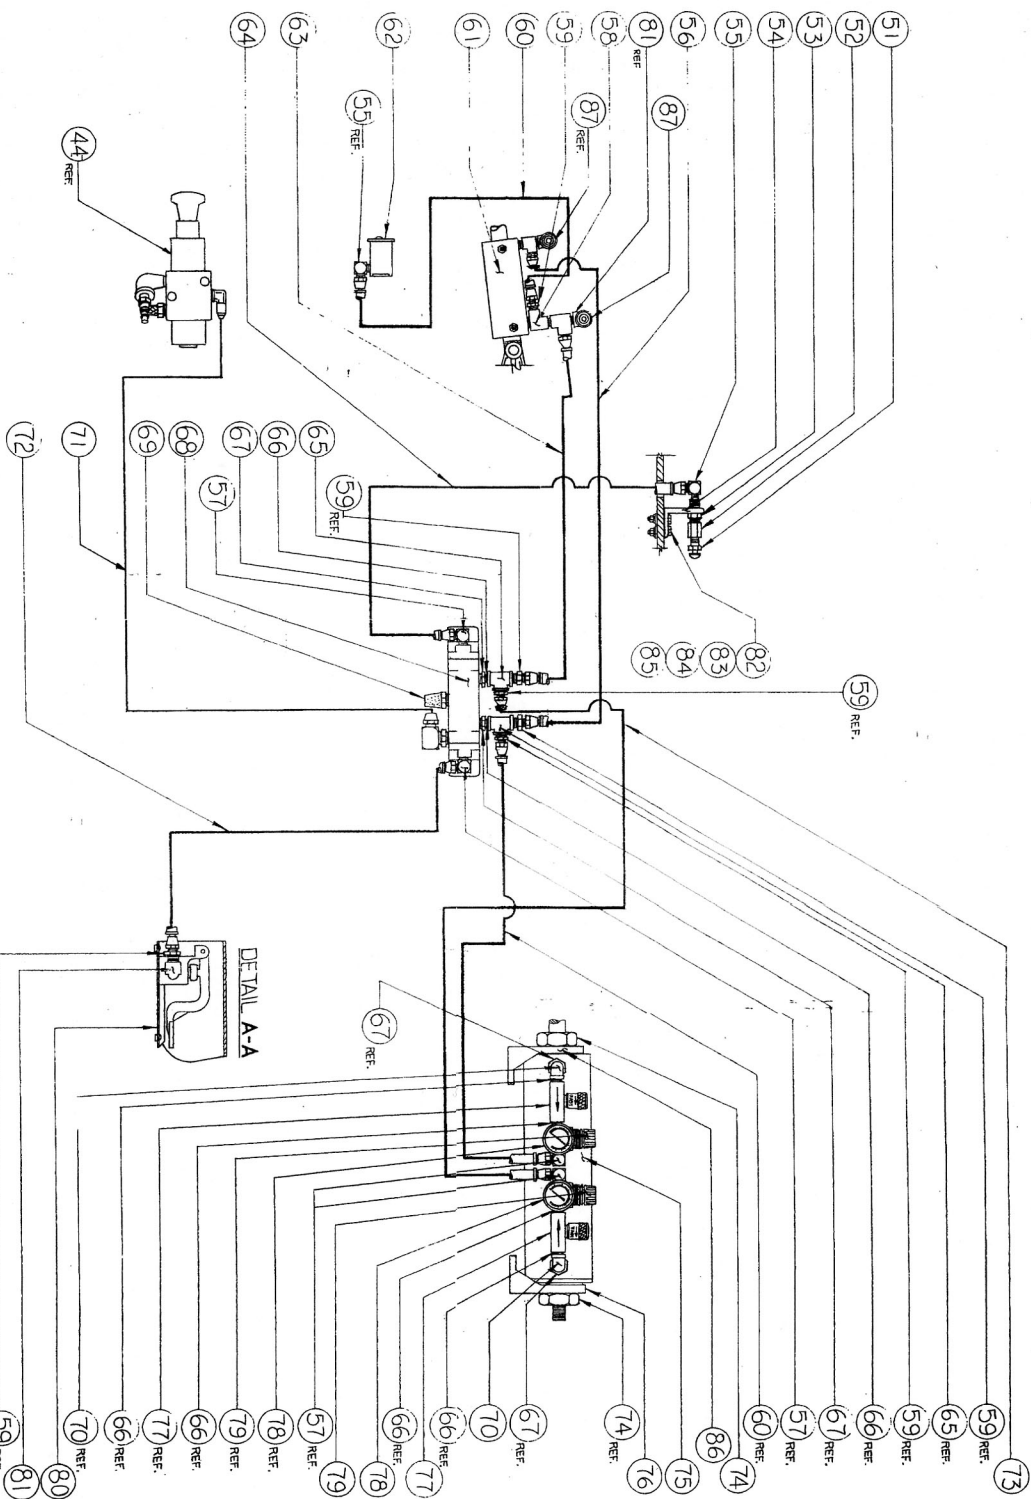 64
63
62
61
60
59
58
81 REF
56
55
54
53
52
51
55 REF.
87 REF.
87
44 REF.
72
71
69
68
67
66
65
57
59 REF.
85
84
83
82
59 REF.
DETAIL A-A
67 REF.
59
81
80
70 REF.
66 REF.
77 REF.
66 REF.
79 REF.
78 REF.
57 REF.
79
78
66 REF.
77
66 REF.
70
67 REF.
74 REF.
76
75
86
74
60 REF.
57 REF.
67 REF.
66 REF.
59 REF.
65 REF.
59 REF.
73